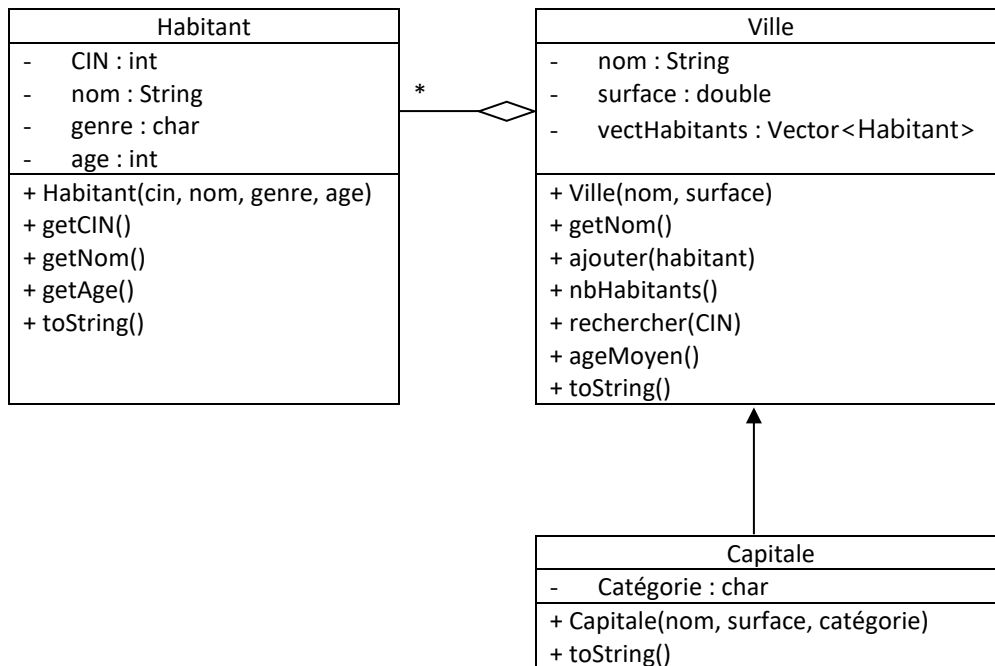 Habitant
- CIN : int
- nom : String
- genre : char
- age : int
+ Habitant(cin, nom, genre, age)
+ getCIN()
+ getNom()
+ getAge()
+ toString()
*
Ville
- nom : String
- surface : double
- vectHabitants : Vector<Habitant>
+ Ville(nom, surface)
+ getNom()
+ ajouter(habitant)
+ nbHabitants()
+ rechercher(CIN)
+ ageMoyen()
+ toString()
Capitale
- Catégorie : char
+ Capitale(nom, surface, catégorie)
+ toString()